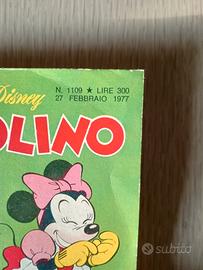 Disney
N. 1109 ★ LIRE 300
27 FEBBRAIO 1977
OLINO
subito